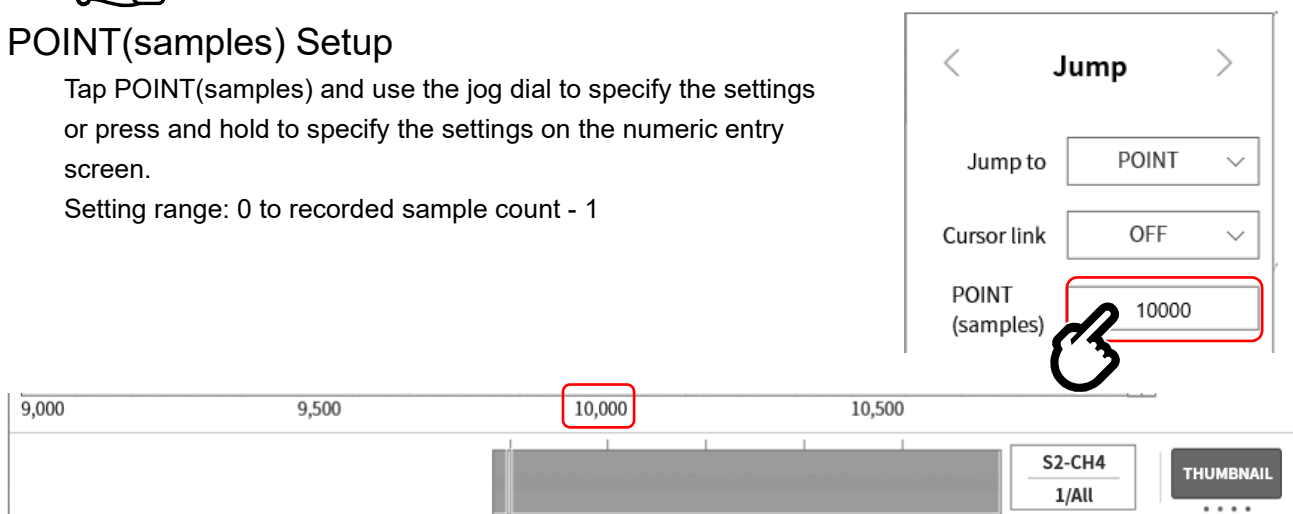 POINT(samples) Setup
Tap POINT(samples) and use the jog dial to specify the settings
or press and hold to specify the settings on the numeric entry
screen.
Setting range: 0 to recorded sample count - 1
Jump
Jump to POINT
Cursor link OFF
POINT
(samples) 10000
9,000 9,500 10,000 10,500
S2-CH4
1/All
THUMBNAIL